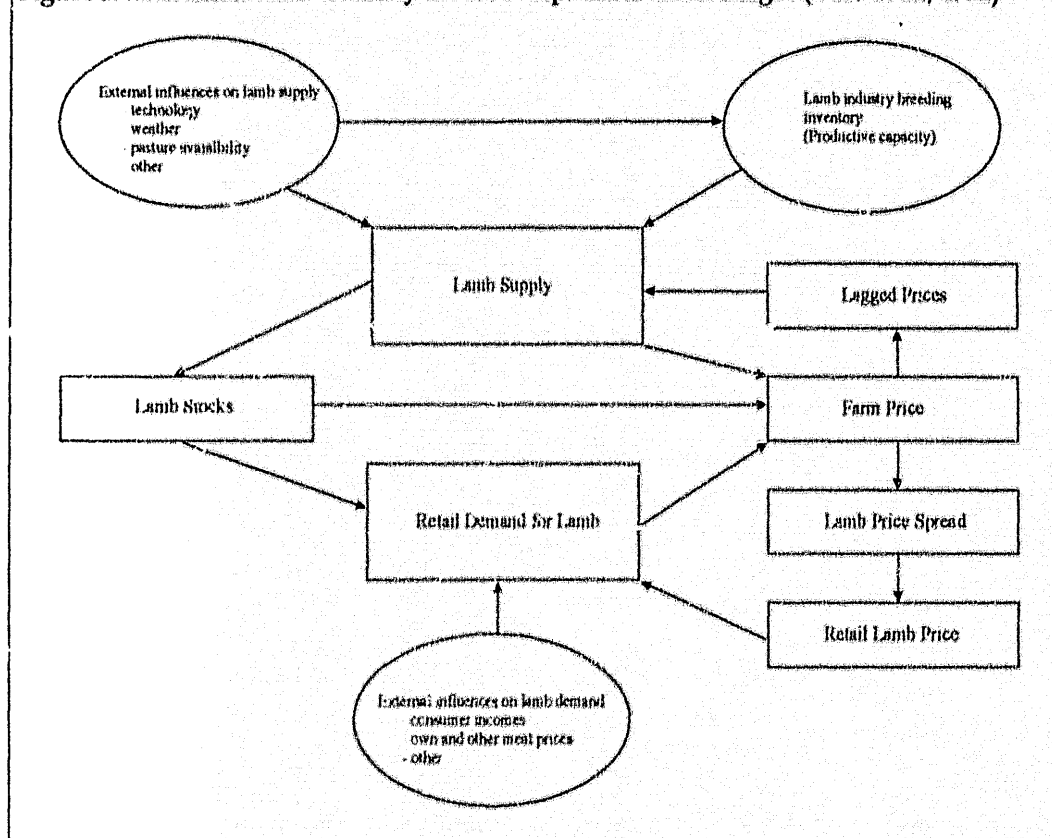 External influences on lamb supply
technology
weather
- pasture availibility
other
Lamb industry breeding
inventory
(Productive capacity)
Lamb Supply
Lagged Prices
Lamb Stocks
Farm Price
Retail Demand for Lamb
Lamb Price Spread
Retail Lamb Price
External influences on lamb demand
consumer incomes
own and other meat prices
- other